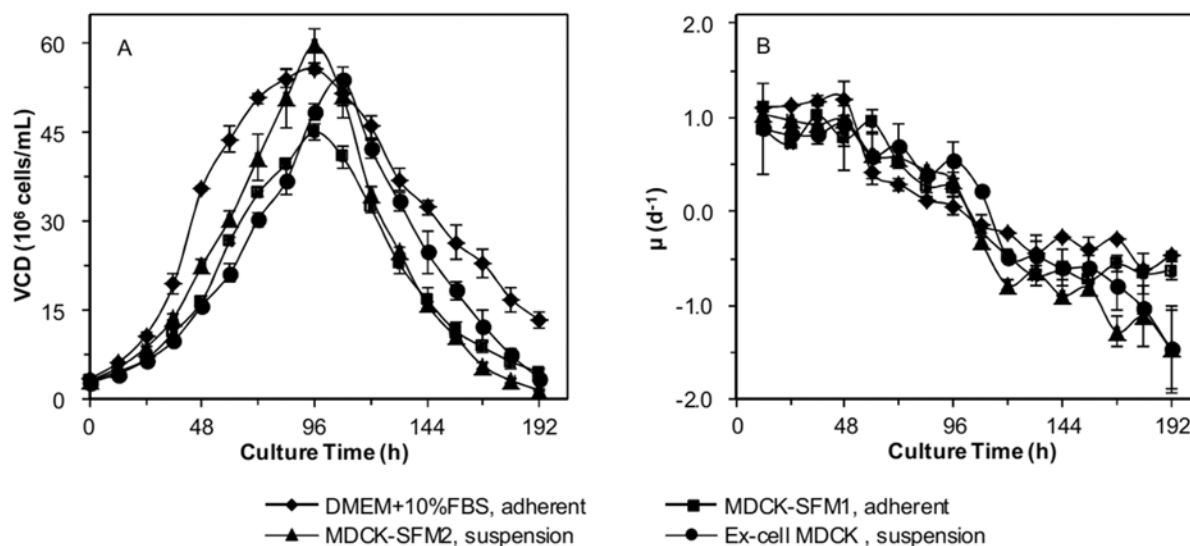 A
VCD (10⁶ cells/mL)
60
45
30
15
0
0 48 96 144 192
Culture Time (h)
B
μ (d⁻¹)
2.0
1.0
0.0
-1.0
-2.0
0 48 96 144 192
Culture Time (h)
DMEM+10%FBS, adherent
MDCK-SFM1, adherent
MDCK-SFM2, suspension
Ex-cell MDCK , suspension